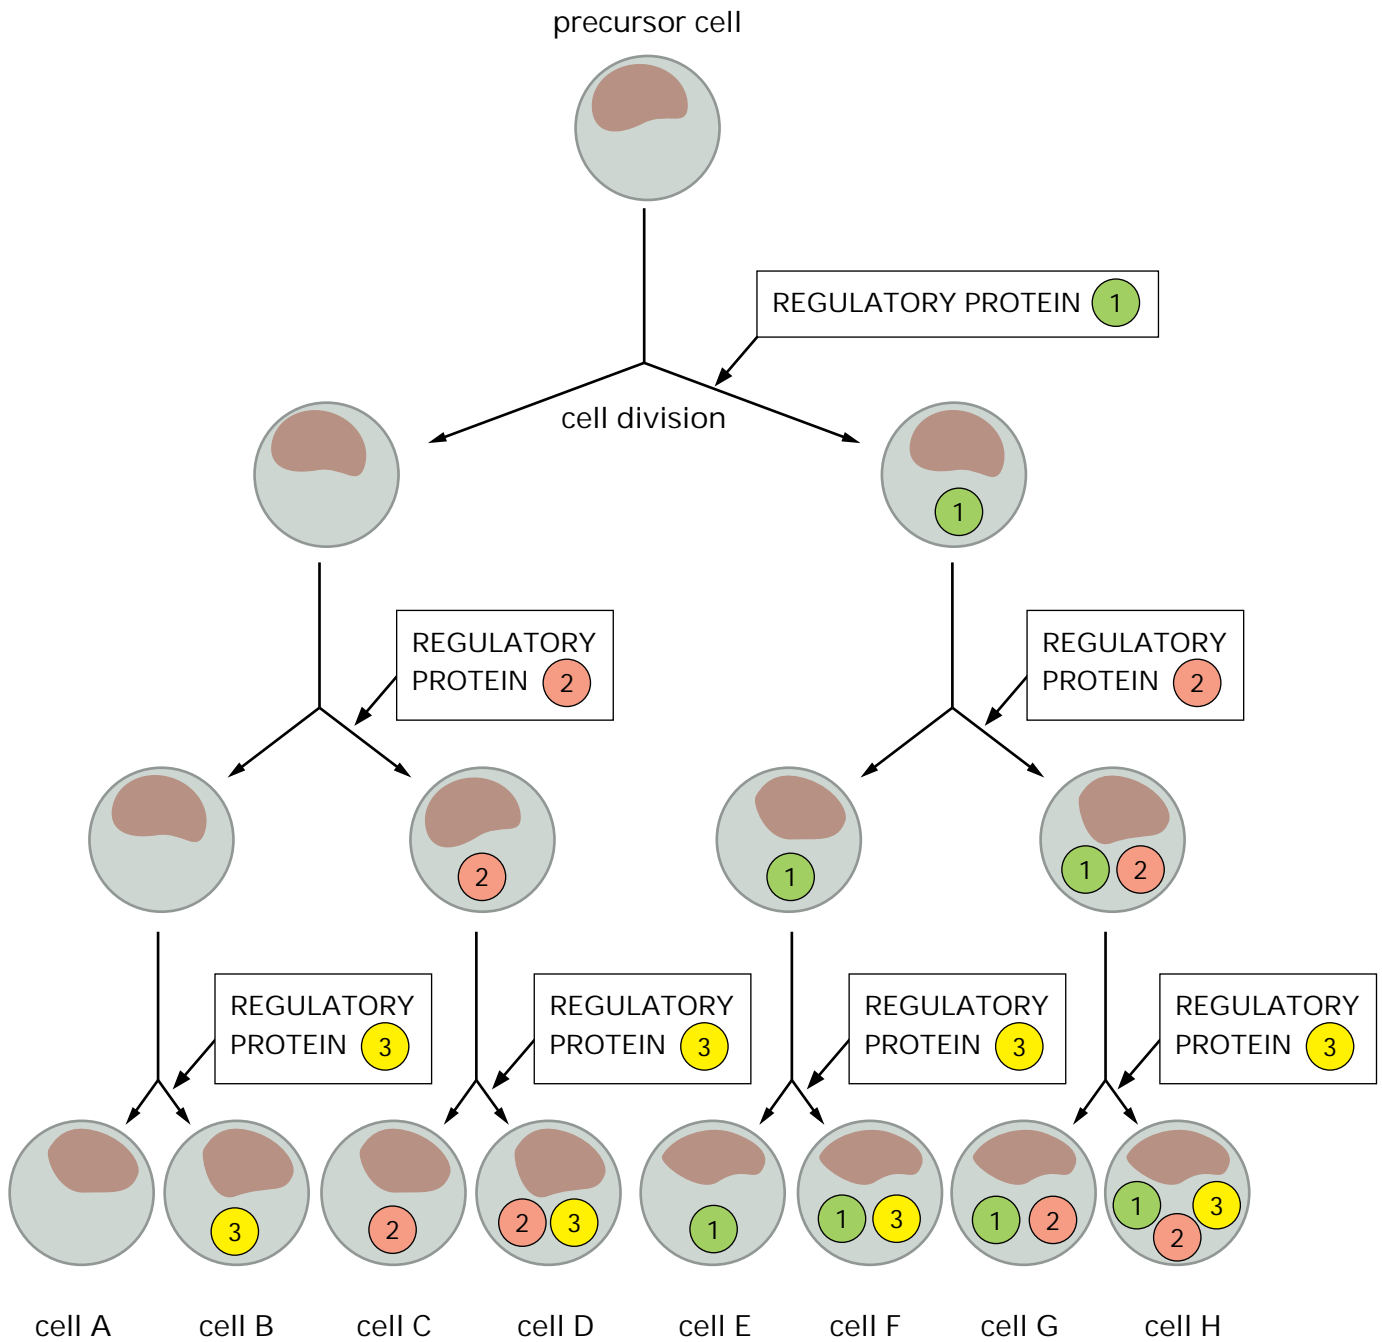 precursor cell
REGULATORY PROTEIN 1
cell division
1
REGULATORY
PROTEIN 2
REGULATORY
PROTEIN 2
2
1
1 2
REGULATORY
PROTEIN 3
REGULATORY
PROTEIN 3
REGULATORY
PROTEIN 3
REGULATORY
PROTEIN 3
3
2
2 3
1
1 3
1 2
1 3
2
cell A
cell B
cell C
cell D
cell E
cell F
cell G
cell H